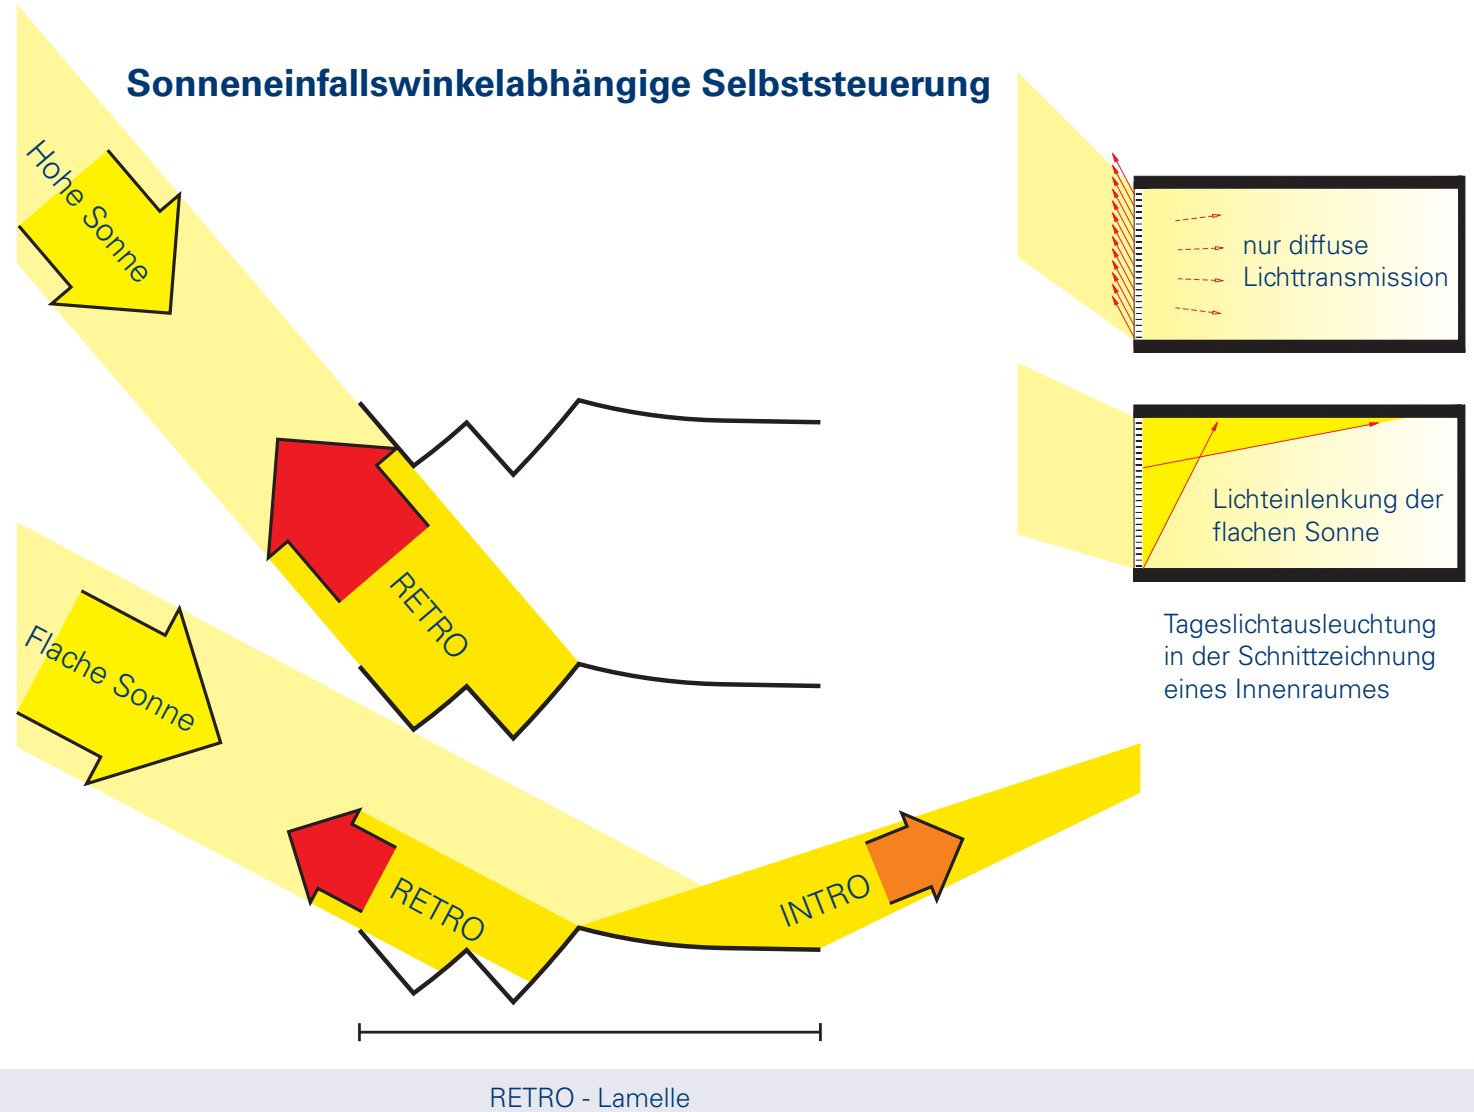 Sonneneinfallswinkelabhängige Selbststeuerung
Hohe Sonne
nur diffuse
Lichttransmission
Lichteinlenkung der
flachen Sonne
RETRO
Flache Sonne
Tageslichtausleuchtung
in der Schnittzeichnung
eines Innenraumes
RETRO
INTRO
RETRO - Lamelle